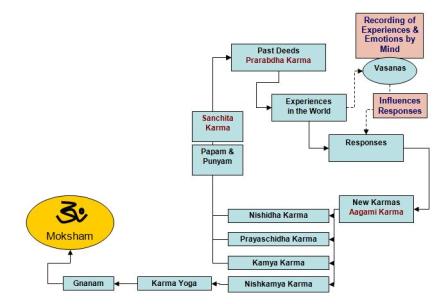 Recording of
Experiences &
Emotions by
Mind
Past Deeds
Prarabdha Karma
Vasanas
Experiences
in the World
Influences
Responses
Sanchita
Karma
Responses
Papam &
Punyam
New Karmas
Aagami Karma
Nishidha Karma
ॐ
Moksham
Prayaschidha Karma
Kamya Karma
Gnanam
Karma Yoga
Nishkamya Karma